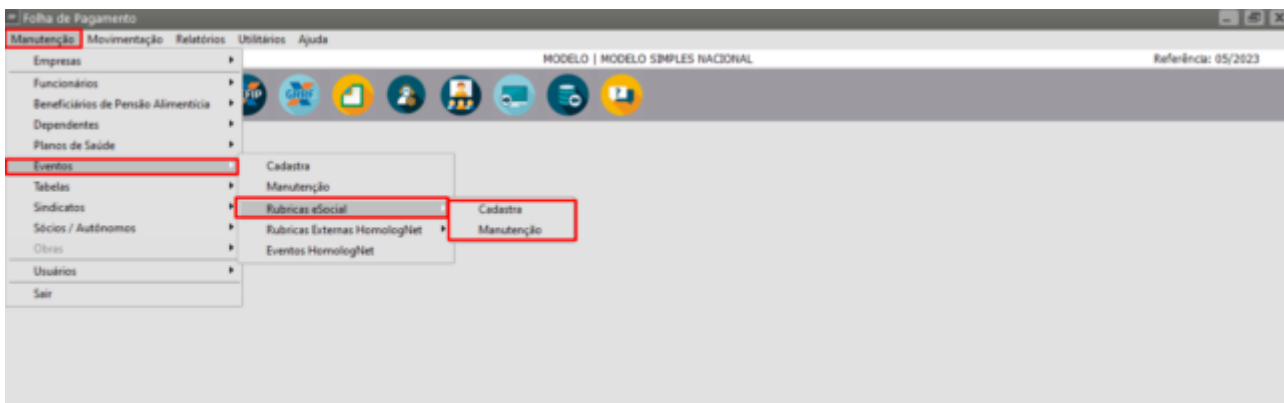 Folha de Pagamento
Manutenção Movimentação Relatórios Utilitários Ajuda
MODELO | MODELO SIMPLES NACIONAL Referência: 05/2023
Empresas
Funcionários
Beneficiários de Pensão Alimentícia
Dependentes
Planos de Saúde
Eventos
Tabelas
Sindicatos
Sócios / Autônomos
Obras
Usuários
Sair
Cadastra
Manutenção
Rubricas eSocial
Rubricas Externas HomologNet
Eventos HomologNet
Cadastra
Manutenção
FIP
GRRF